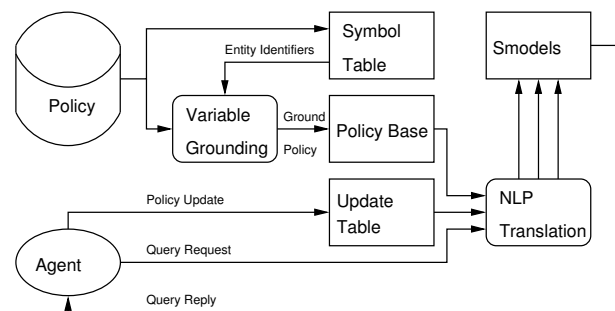 Symbol
Table
Smodels
Entity Identifiers
Policy
Variable
Grounding
Ground
Policy
Policy Base
Policy Update
Update
Table
NLP
Translation
Agent
Query Request
Query Reply